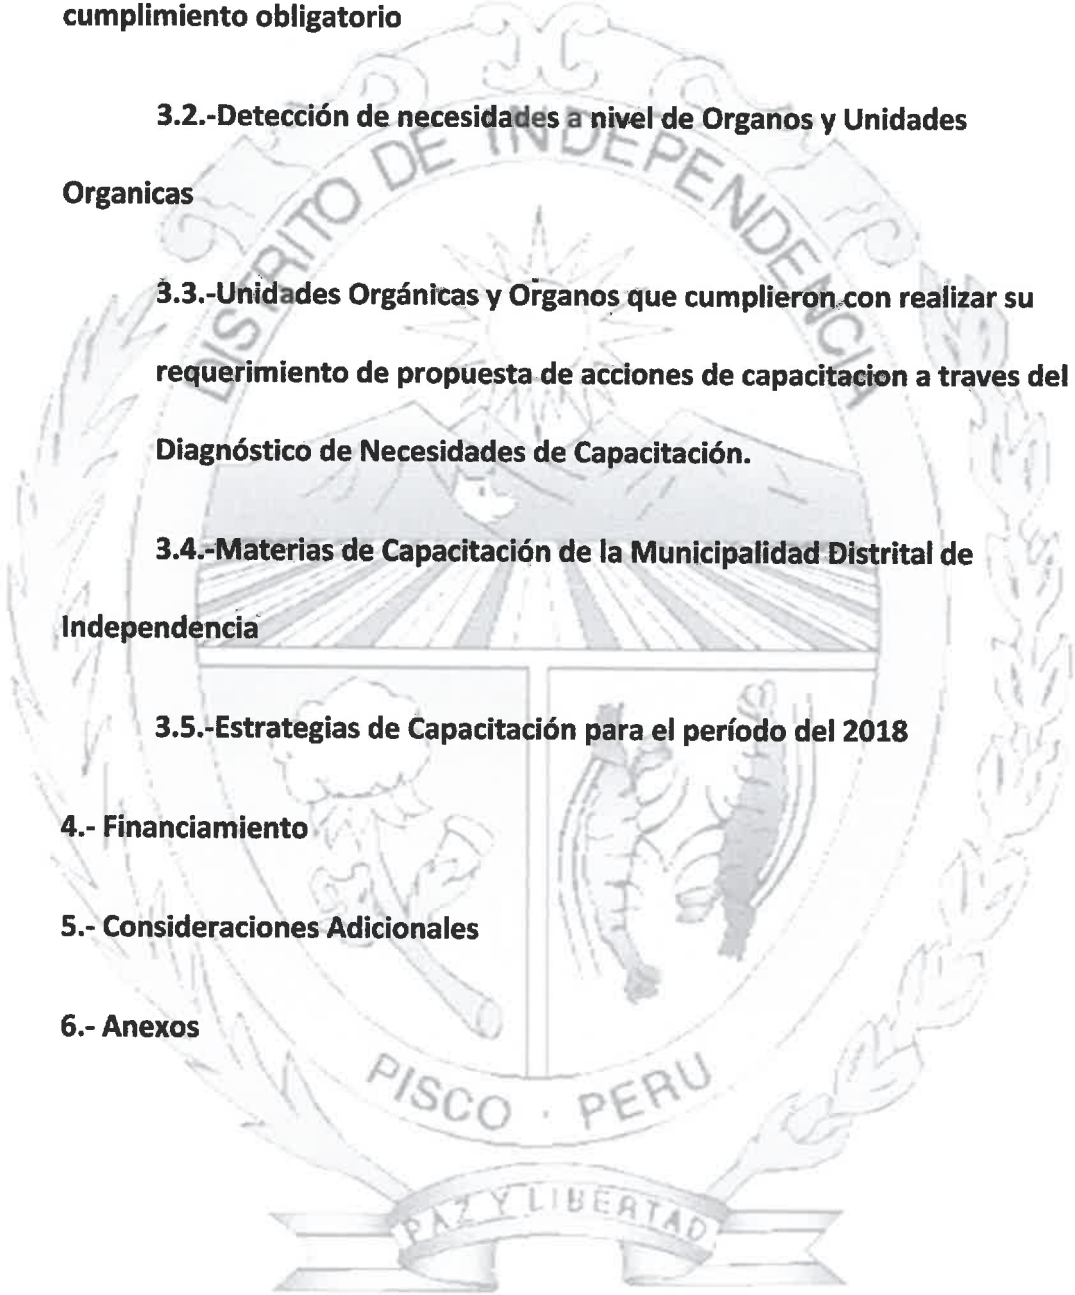 cumplimiento obligatorio
3.2.-Detección de necesidades a nivel de Organos y Unidades
Organicas
3.3.-Unidades Orgánicas y Organos que cumplieron con realizar su
requerimiento de propuesta de acciones de capacitacion a traves del
Diagnóstico de Necesidades de Capacitación.
3.4.-Materias de Capacitación de la Municipalidad Distrital de
Independencia
3.5.-Estrategias de Capacitación para el período del 2018
4.- Financiamiento
5.- Consideraciones Adicionales
6.- Anexos
DISTRITO DE INDEPENDENCIA
PISCO · PERU
PAZ Y LIBERTAD